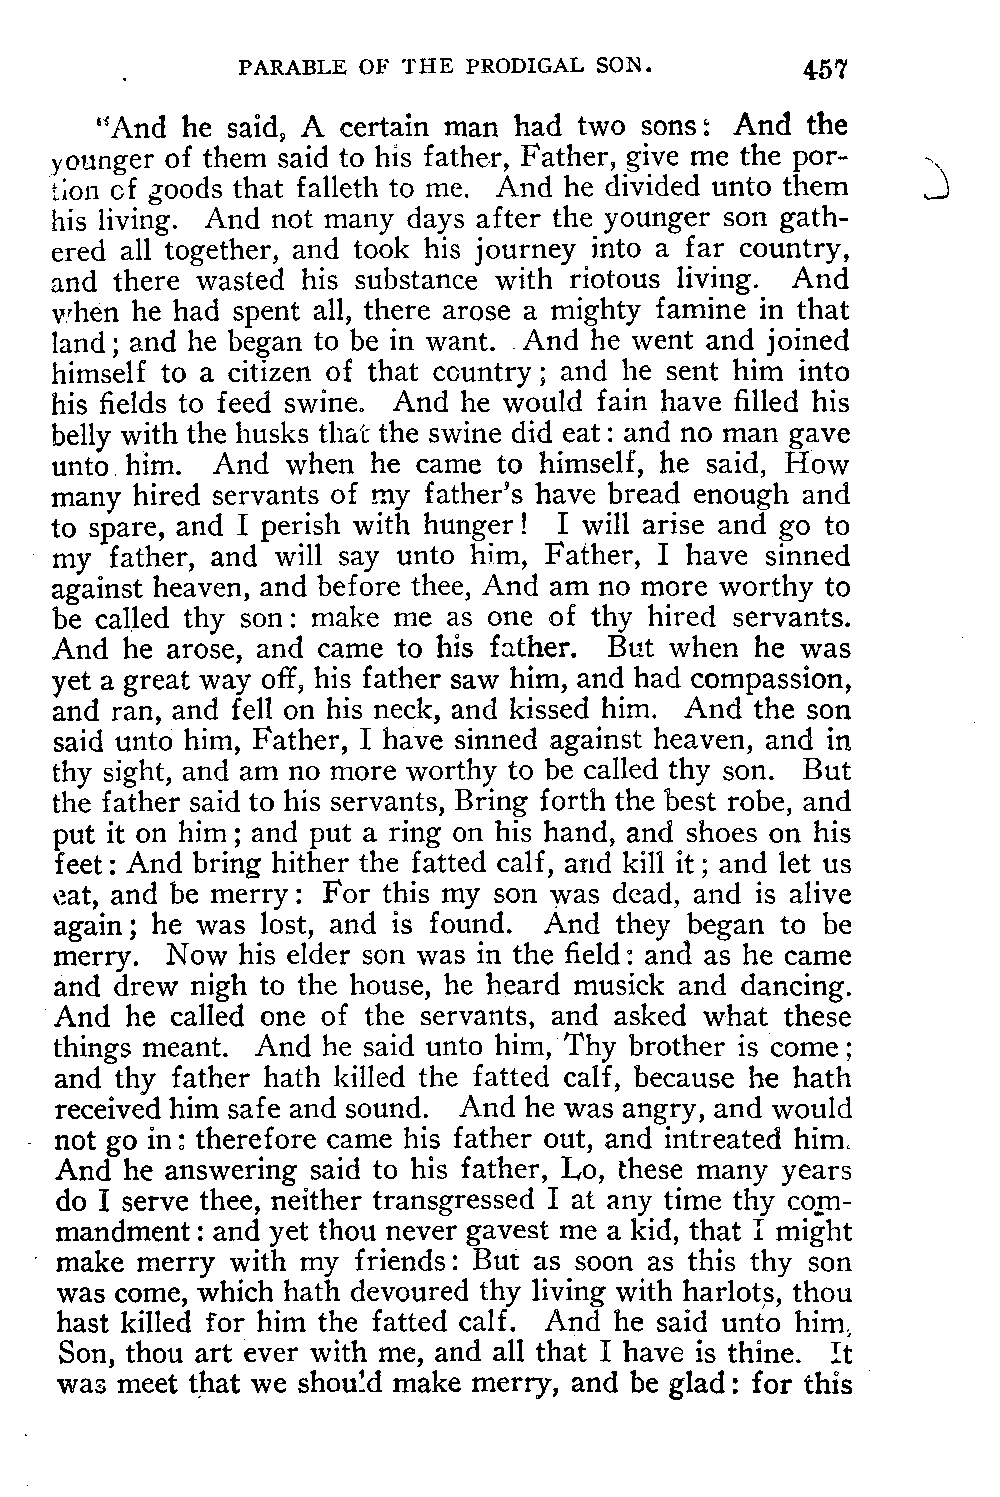 PARABLE OF THE PRODIGAL SON. 457
"And he said, A certain man had two sons: And the
younger of them said to his father, Father, give me the por-
tion of goods that falleth to me. And he divided unto them
his living. And not many days after the younger son gath-
ered all together, and took his journey into a far country,
and there wasted his substance with riotous living. And
when he had spent all, there arose a mighty famine in that
land; and he began to be in want. And he went and joined
himself to a citizen of that country; and he sent him into
his fields to feed swine. And he would fain have filled his
belly with the husks that the swine did eat: and no man gave
unto him. And when he came to himself, he said, How
many hired servants of my father's have bread enough and
to spare, and I perish with hunger! I will arise and go to
my father, and will say unto him, Father, I have sinned
against heaven, and before thee, And am no more worthy to
be called thy son: make me as one of thy hired servants.
And he arose, and came to his father. But when he was
yet a great way off, his father saw him, and had compassion,
and ran, and fell on his neck, and kissed him. And the son
said unto him, Father, I have sinned against heaven, and in
thy sight, and am no more worthy to be called thy son. But
the father said to his servants, Bring forth the best robe, and
put it on him; and put a ring on his hand, and shoes on his
feet: And bring hither the fatted calf, and kill it; and let us
eat, and be merry: For this my son was dead, and is alive
again; he was lost, and is found. And they began to be
merry. Now his elder son was in the field: and as he came
and drew nigh to the house, he heard musick and dancing.
And he called one of the servants, and asked what these
things meant. And he said unto him, Thy brother is come;
and thy father hath killed the fatted calf, because he hath
received him safe and sound. And he was angry, and would
not go in: therefore came his father out, and intreated him.
And he answering said to his father, Lo, these many years
do I serve thee, neither transgressed I at any time thy com-
mandment: and yet thou never gavest me a kid, that I might
make merry with my friends: But as soon as this thy son
was come, which hath devoured thy living with harlots, thou
hast killed for him the fatted calf. And he said unto him,
Son, thou art ever with me, and all that I have is thine. It
was meet that we should make merry, and be glad: for this